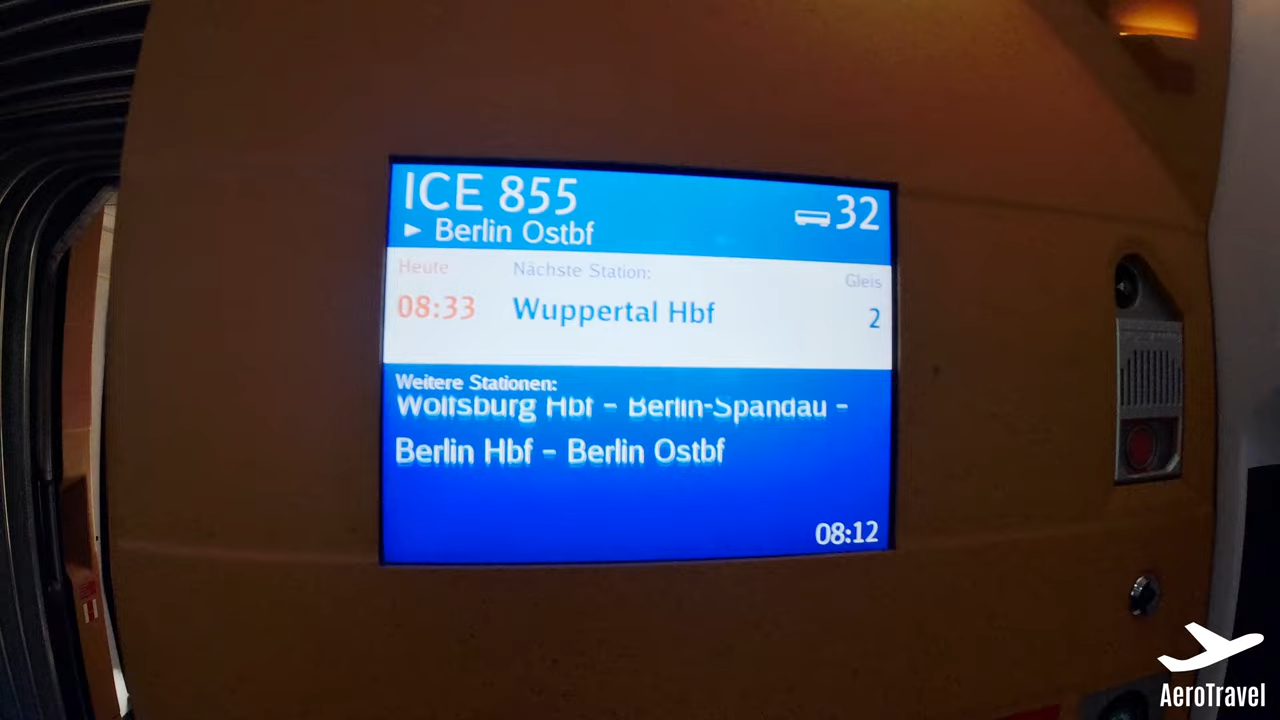 ICE 855
32
► Berlin Ostbf
Heute
Nächste Station:
Gleis
08:33
Wuppertal Hbf
2
Weitere Stationen:
Wolfsburg Hbf – Berlin-Spandau –
Berlin Hbf – Berlin Ostbf
08:12
AeroTravel